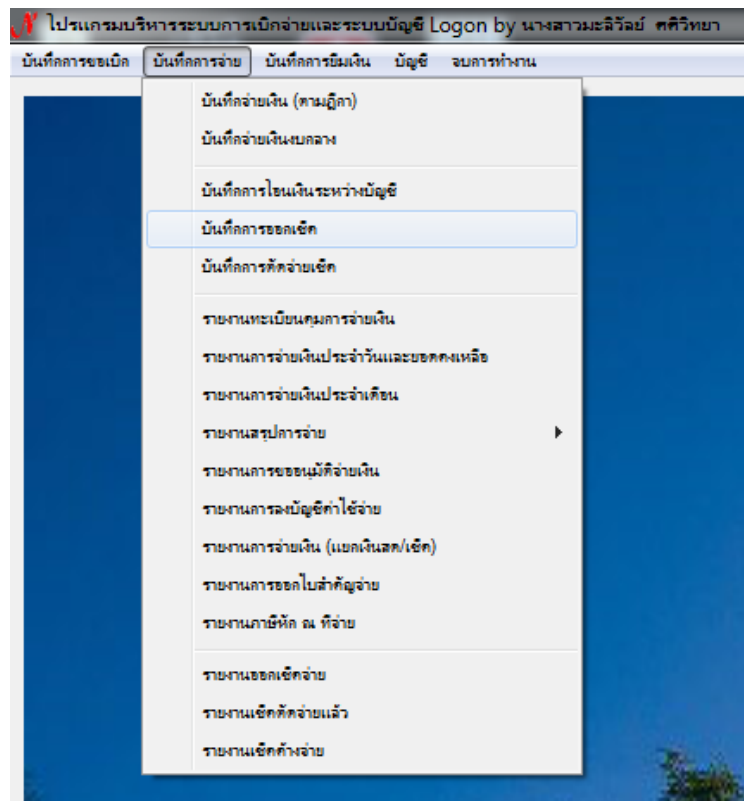 โปรแกรมบริหารระบบการเบิกจ่ายและระบบบัญชี Logon by นางสาวมะลิวัลย์ ศศิวิทยา
บันทึกการขอเบิก บันทึกการจ่าย บันทึกการยืมเงิน บัญชี จบการทำงาน
บันทึกจ่ายเงิน (ตามฎีกา)
บันทึกจ่ายเงินงบกลาง
บันทึกการโอนเงินระหว่างบัญชี
บันทึกการออกเช็ค
บันทึกการตัดจ่ายเช็ค
รายงานทะเบียนคุมการจ่ายเงิน
รายงานการจ่ายเงินประจำวันและยอดคงเหลือ
รายงานการจ่ายเงินประจำเดือน
รายงานสรุปการจ่าย
รายงานการขออนุมัติจ่ายเงิน
รายงานการลงบัญชีค่าใช้จ่าย
รายงานการจ่ายเงิน (แยกเงินสด/เช็ค)
รายงานการออกใบสำคัญจ่าย
รายงานภาษีหัก ณ ที่จ่าย
รายงานออกเช็คจ่าย
รายงานเช็คตัดจ่ายแล้ว
รายงานเช็คค้างจ่าย